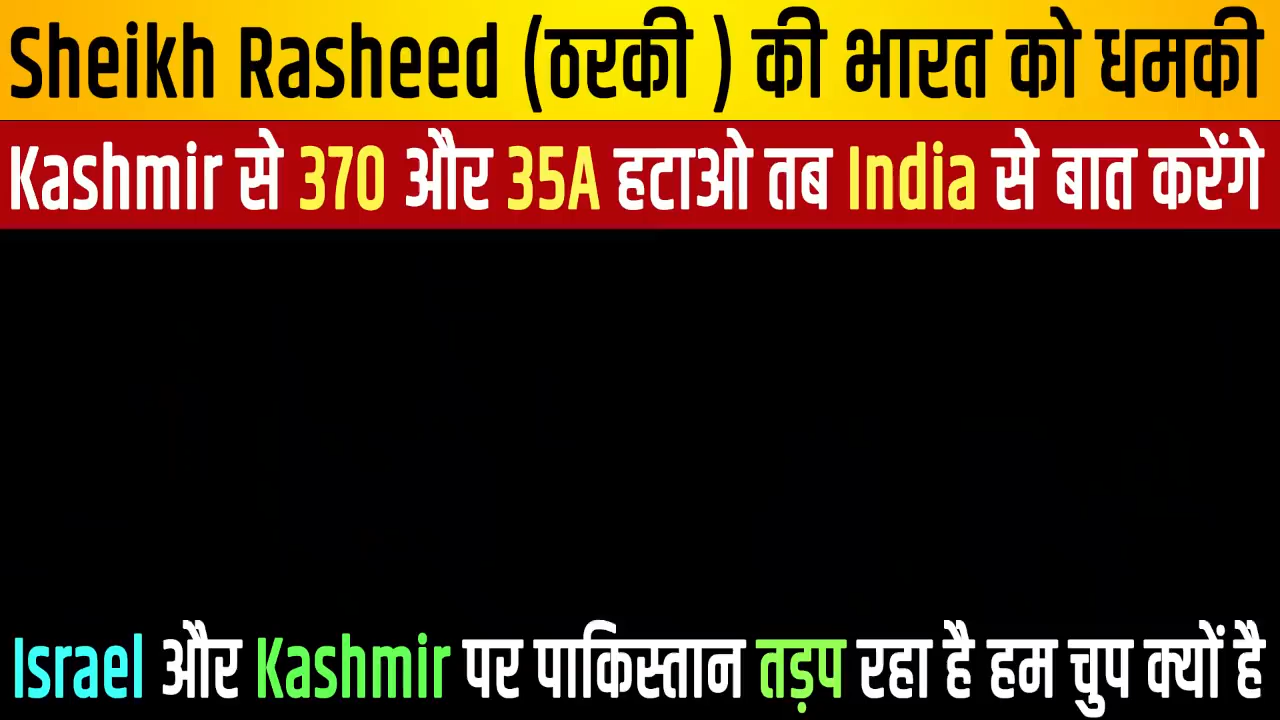 Sheikh Rasheed (ठरकी ) की भारत को धमकी
Kashmir से 370 और 35A हटाओ तब India से बात करेंगे
Israel और Kashmir पर पाकिस्तान तड़प रहा है हम चुप क्यों है